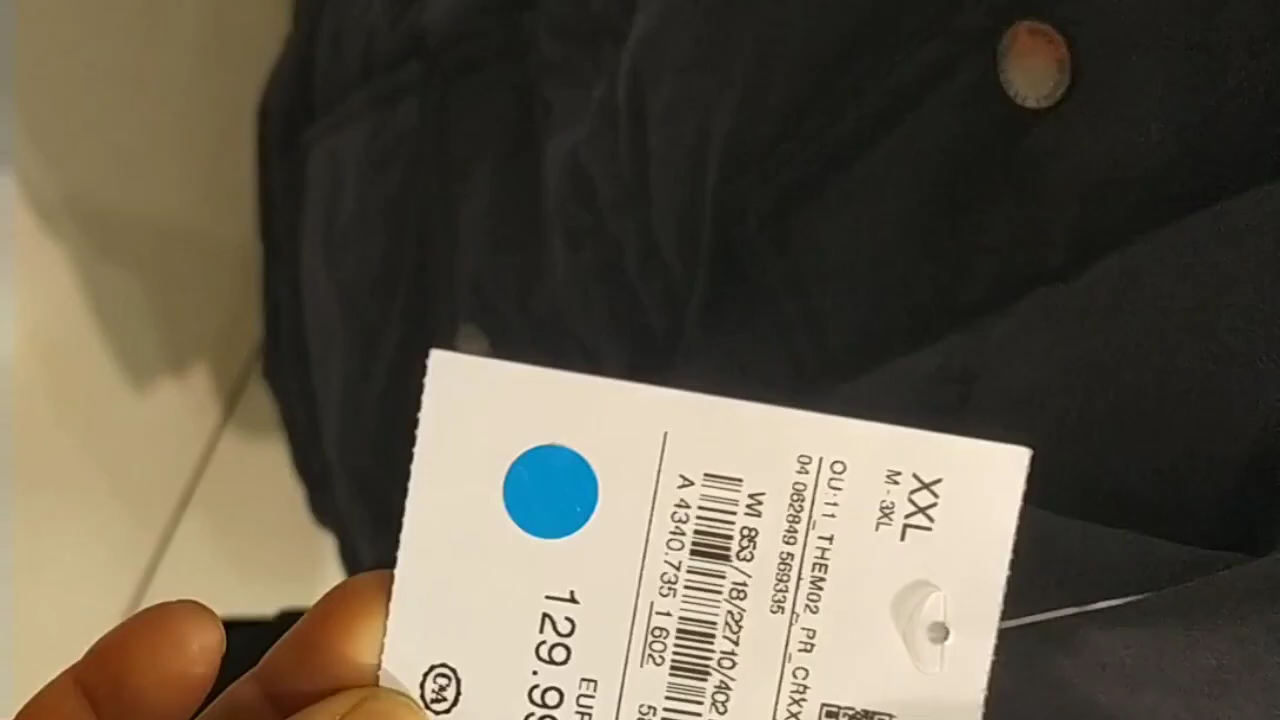 XXL
M - 3XL
OU:11_THEM02_PR_CRXX
04 062849 569335
WI 853/18/22710/402
A 4340.735 1.602
EUR
129.99
C&A